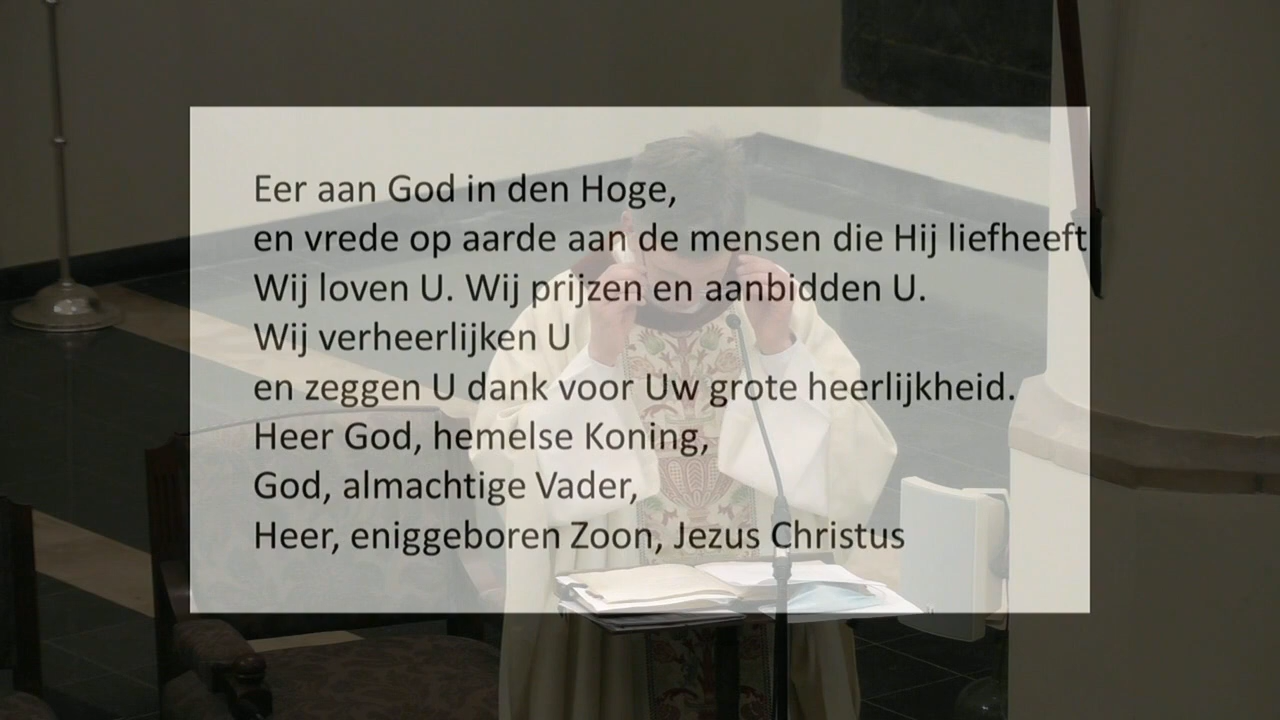 Eer aan God in den Hoge,
en vrede op aarde aan de mensen die Hij liefheeft
Wij loven U. Wij prijzen en aanbidden U.
Wij verheerlijken U
en zeggen U dank voor Uw grote heerlijkheid.
Heer God, hemelse Koning,
God, almachtige Vader,
Heer, eniggeboren Zoon, Jezus Christus